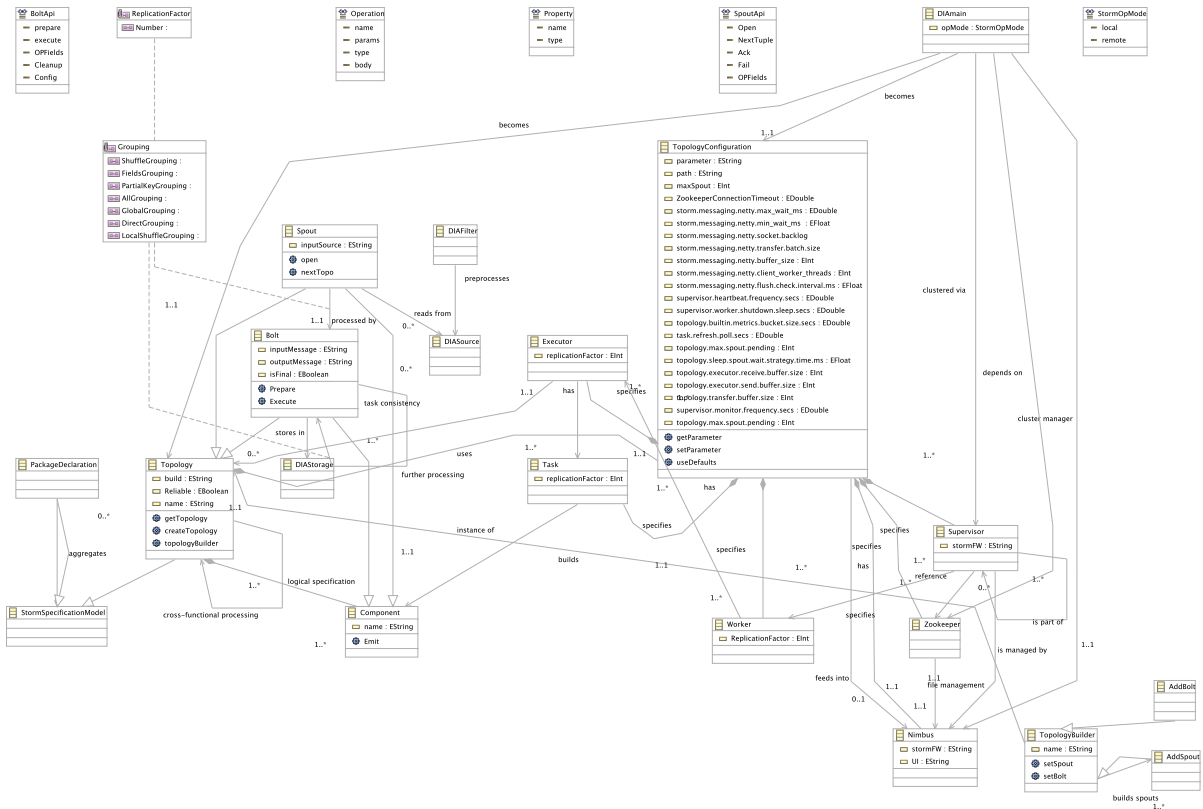 BoltApi
prepare
execute
OPFields
Cleanup
Config
ReplicationFactor
Number :
Operation
name
params
type
body
Property
name
type
SpoutApi
Open
NextTuple
Ack
Fail
OPFields
DIAmain
opMode : StormOpMode
StormOpMode
local
remote
becomes
becomes
1..1
Grouping
ShuffleGrouping :
FieldsGrouping :
PartialKeyGrouping :
AllGrouping :
GlobalGrouping :
DirectGrouping :
LocalShuffleGrouping :
TopologyConfiguration
parameter : EString
path : EString
maxSpout : EInt
ZookeeperConnectionTimeout : EDouble
storm.messaging.netty.max_wait_ms : EDouble
storm.messaging.netty.min_wait_ms : EFloat
storm.messaging.netty.socket.backlog
storm.messaging.netty.transfer.batch.size
storm.messaging.netty.buffer_size : EInt
storm.messaging.netty.client_worker_threads : EInt
storm.messaging.netty.flush.check.interval.ms : EFloat
supervisor.heartbeat.frequency.secs : EDouble
supervisor.worker.shutdown.sleep.secs : EDouble
topology.builtin.metrics.bucket.size.secs : EDouble
task.refresh.poll.secs : EDouble
topology.max.spout.pending : EInt
topology.sleep.spout.wait.strategy.time.ms : EFloat
topology.executor.receive.buffer.size : EInt
topology.executor.send.buffer.size : EInt
topology.transfer.buffer.size : EInt
supervisor.monitor.frequency.secs : EDouble
topology.max.spout.pending : EInt
getParameter
setParameter
useDefaults
Spout
inputSource : EString
open
nextTopo
DIAFilter
preprocesses
clustered via
1..1
1..1
processed by
0..*
reads from
Bolt
inputMessage : EString
outputMessage : EString
isFinal : EBoolean
Prepare
Execute
DIASource
Executor
replicationFactor : EInt
0..*
depends on
task consistency
1..1
has
specifies
1..*
cluster manager
stores in
1..*
0..*
uses
1..*
1..1
1..*
PackageDeclaration
Topology
build : EString
Reliable : EBoolean
name : EString
getTopology
createTopology
topologyBuilder
DIAStorage
further processing
Task
replicationFactor : EInt
1..*
has
0..*
1..1
instance of
specifies
specifies
Supervisor
stormFW : EString
aggregates
1..1
specifies
specifies
builds
1..1
has
1..*
1..*
logical specification
1..*
reference
1..*
0..*
1..*
StormSpecificationModel
cross-functional processing
Component
name : EString
Emit
1..*
1..*
specifies
Worker
ReplicationFactor : EInt
Zookeeper
is part of
is managed by
1..1
feeds into
1..1
file management
1..1
0..1
1..1
AddBolt
Nimbus
stormFW : EString
UI : EString
TopologyBuilder
name : EString
setSpout
setBolt
AddSpout
builds spouts
1..*